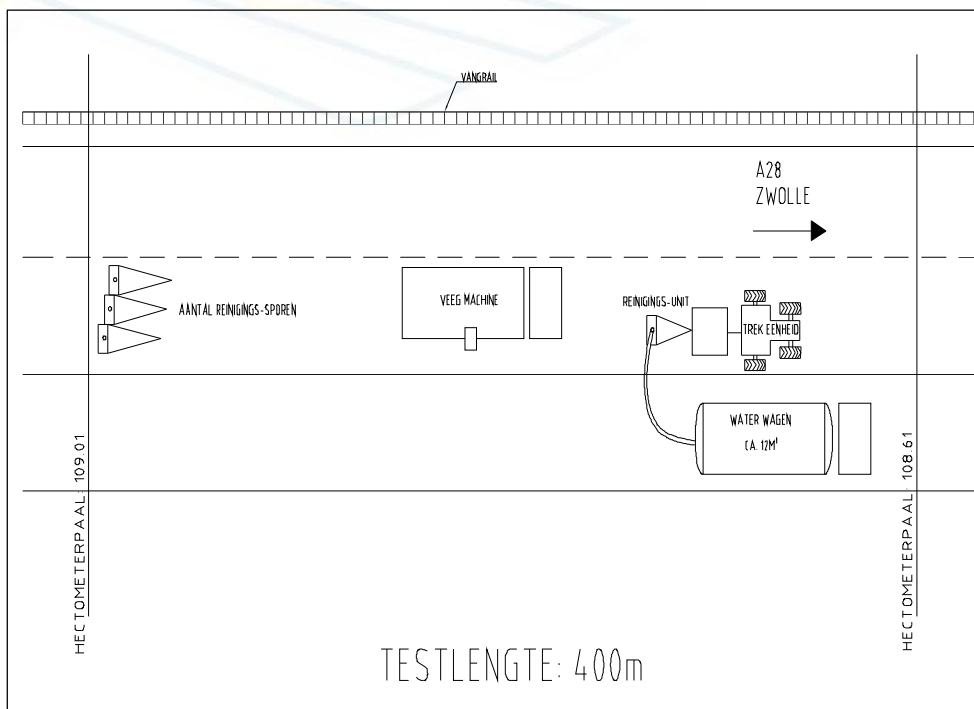 VANGRAIL
A28
ZWOLLE
AANTAL REINIGINGS-SPOREN
VEEG MACHINE
REINIGINGS-UNIT
TREK EENHEID
WATER WAGEN
CA. 12M³
HECTOMETERPAAL: 109.01
HECTOMETERPAAL: 108.61
TESTLENGTE: 400m